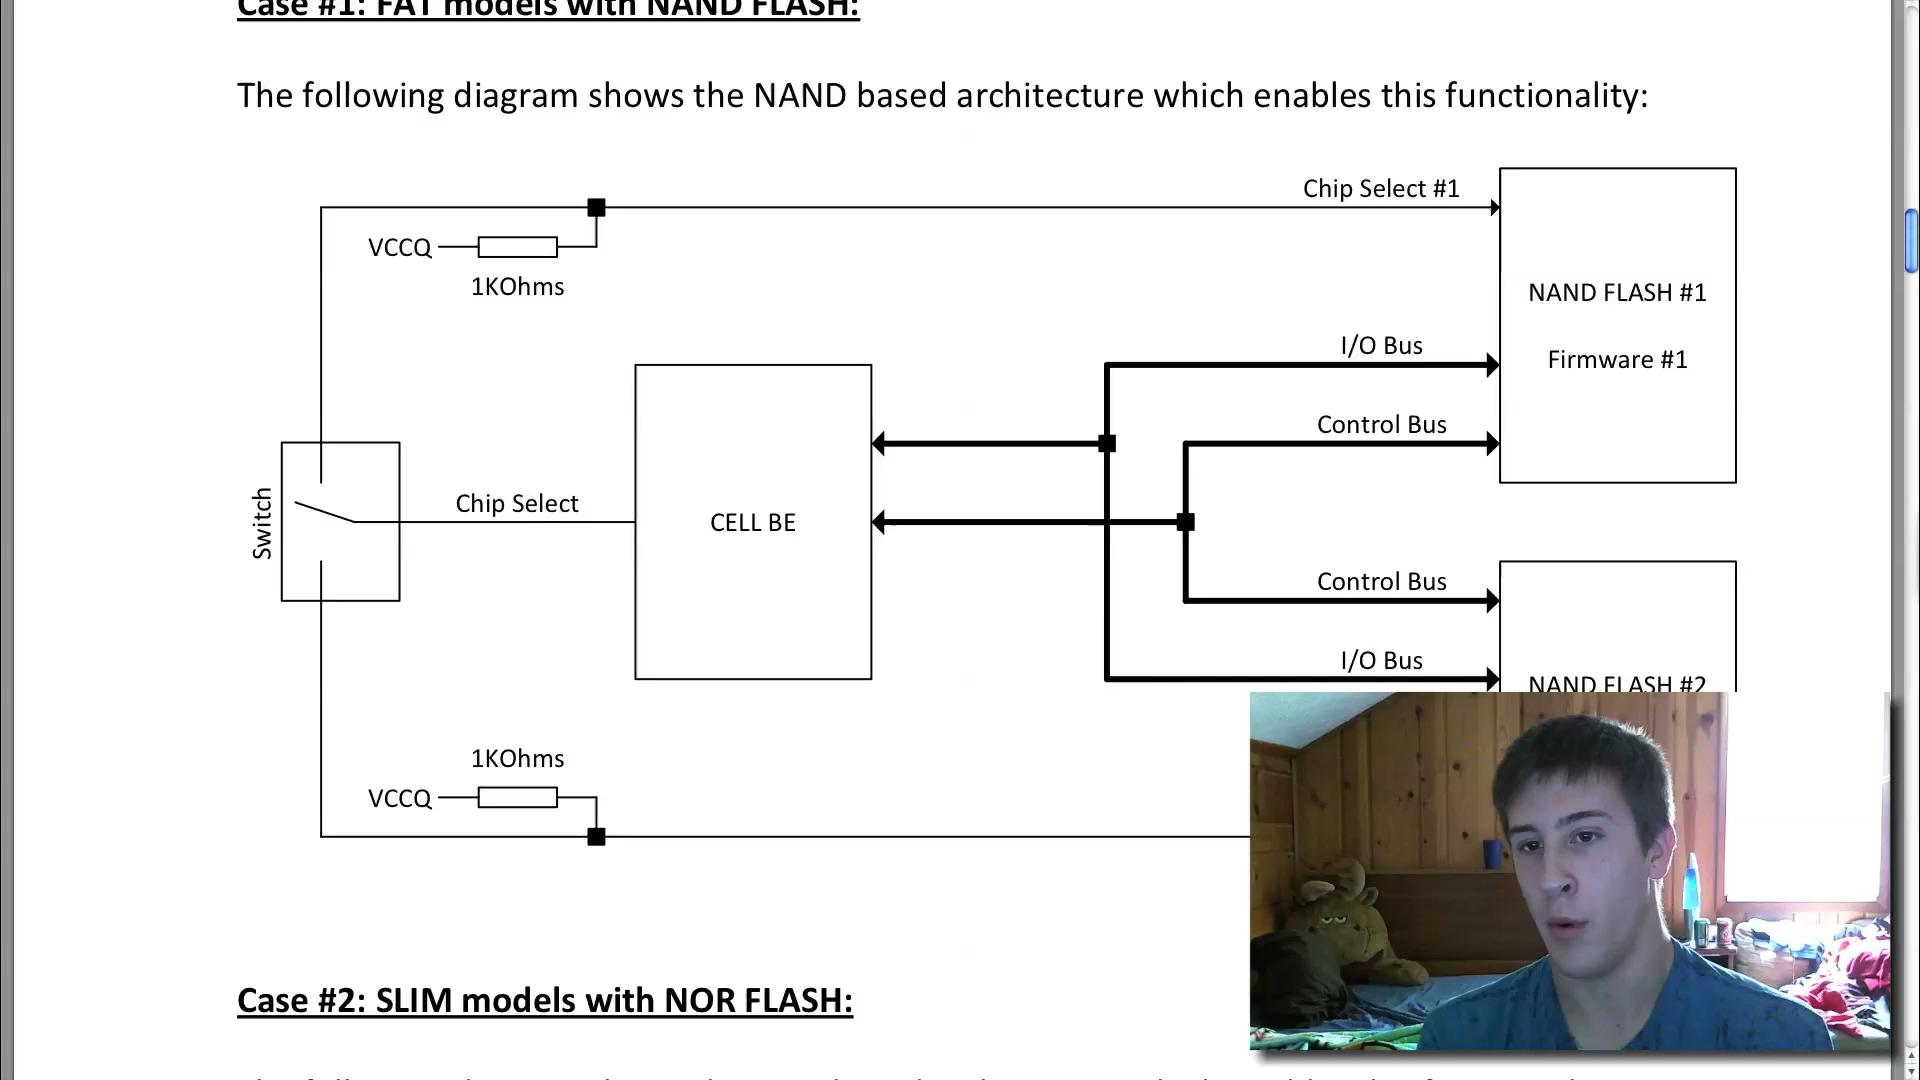 Case #1: FAT models with NAND FLASH:
The following diagram shows the NAND based architecture which enables this functionality:
Chip Select #1
VCCQ
1KOhms
NAND FLASH #1
I/O Bus
Firmware #1
Control Bus
Switch
Chip Select
CELL BE
Control Bus
I/O Bus
NAND FLASH #2
1KOhms
VCCQ
Case #2: SLIM models with NOR FLASH: